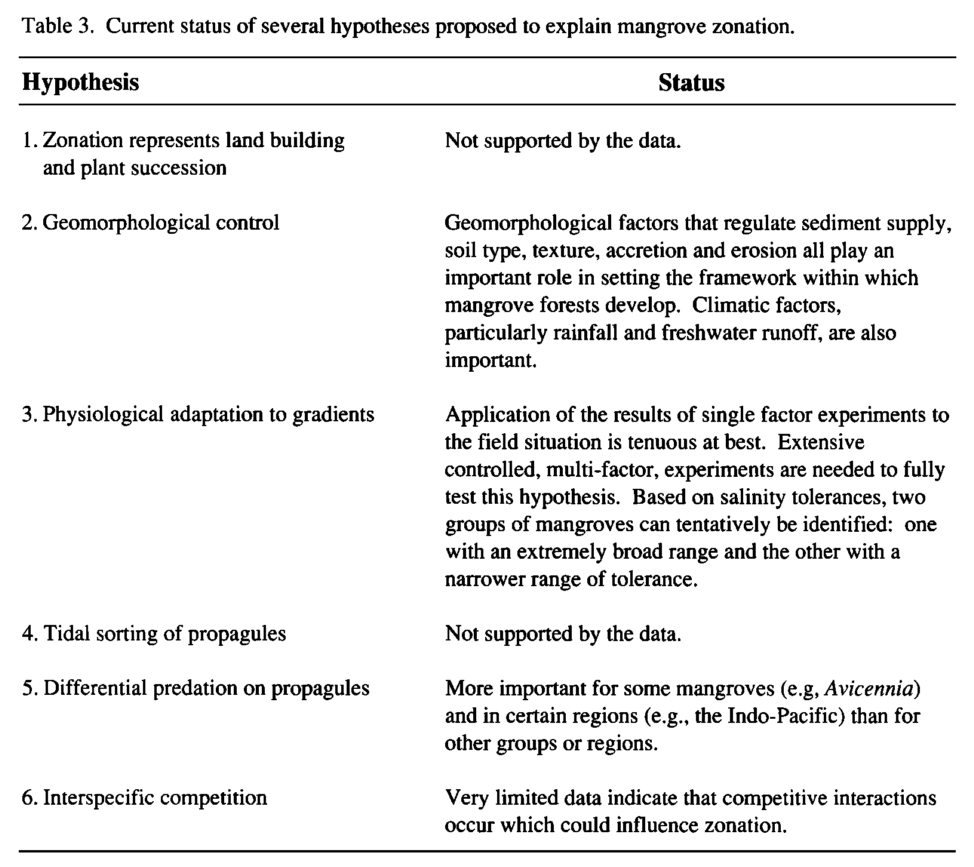 Table 3. Current status of several hypotheses proposed to explain mangrove zonation.
Hypothesis Status
1. Zonation represents land building Not supported by the data.
and plant succession
2. Geomorphological control Geomorphological factors that regulate sediment supply,
soil type, texture, accretion and erosion all play an
important role in setting the framework within which
mangrove forests develop. Climatic factors,
particularly rainfall and freshwater runoff, are also
important.
3. Physiological adaptation to gradients Application of the results of single factor experiments to
the field situation is tenuous at best. Extensive
controlled, multi-factor, experiments are needed to fully
test this hypothesis. Based on salinity tolerances, two
groups of mangroves can tentatively be identified: one
with an extremely broad range and the other with a
narrower range of tolerance.
4. Tidal sorting of propagules Not supported by the data.
5. Differential predation on propagules More important for some mangroves (e.g, Avicennia)
and in certain regions (e.g., the Indo-Pacific) than for
other groups or regions.
6. Interspecific competition Very limited data indicate that competitive interactions
occur which could influence zonation.